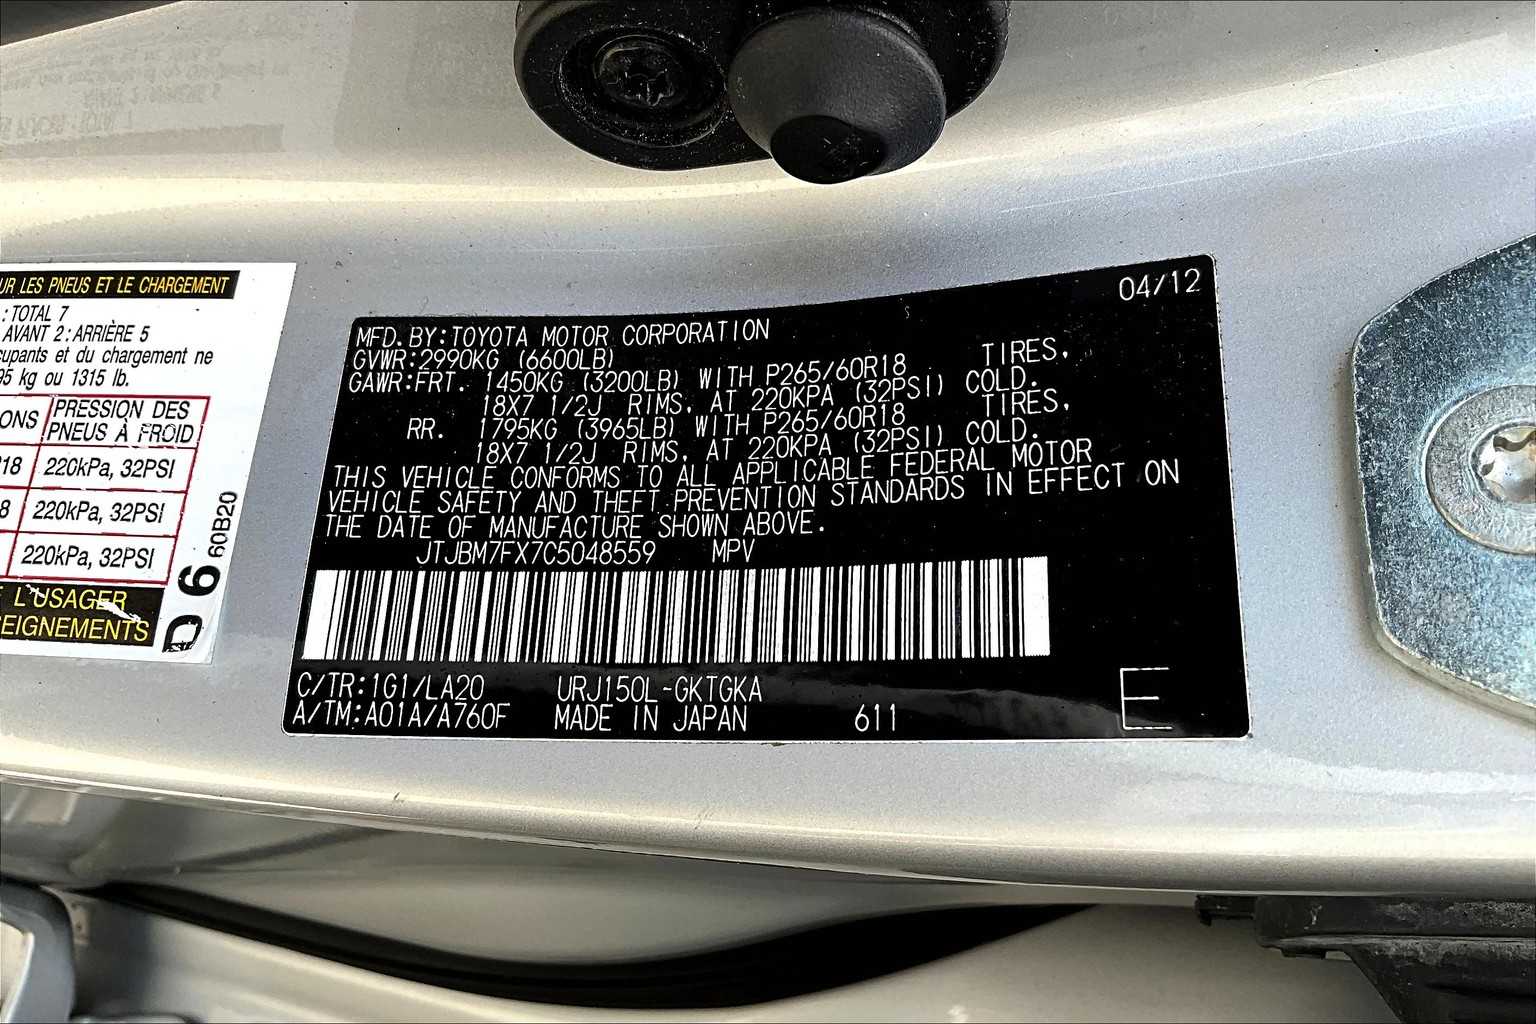 UR LES PNEUS ET LE CHARGEMENT
: TOTAL 7
AVANT 2 : ARRIÈRE 5
cupants et du chargement ne
95 kg ou 1315 lb.
ONS PRESSION DES PNEUS À FROID
18 220kPa, 32PSI
8 220kPa, 32PSI
220kPa, 32PSI
L'USAGER
EIGNEMENTS
D 6 60B20
04/12
MFD. BY: TOYOTA MOTOR CORPORATION
GVWR: 2990KG (6600LB)
GAWR: FRT. 1450KG (3200LB) WITH P265/60R18 TIRES,
18X7 1/2J RIMS, AT 220KPA (32PSI) COLD.
RR. 1795KG (3965LB) WITH P265/60R18 TIRES,
18X7 1/2J RIMS, AT 220KPA (32PSI) COLD.
THIS VEHICLE CONFORMS TO ALL APPLICABLE FEDERAL MOTOR
VEHICLE SAFETY AND THEFT PREVENTION STANDARDS IN EFFECT ON
THE DATE OF MANUFACTURE SHOWN ABOVE.
JTJBM7FX7C5048559 MPV
C/TR: 1G1/LA20 URJ150L-GKTGKA
A/TM: A01A/A760F MADE IN JAPAN 611
E